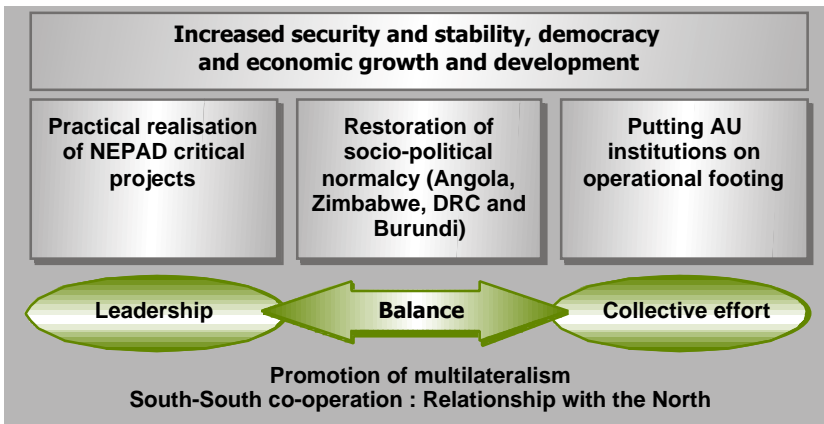 Increased security and stability, democracy
and economic growth and development
Practical realisation
of NEPAD critical
projects
Restoration of
socio-political
normalcy (Angola,
Zimbabwe, DRC and
Burundi)
Putting AU
institutions on
operational footing
Leadership
Balance
Collective effort
Promotion of multilateralism
South-South co-operation : Relationship with the North